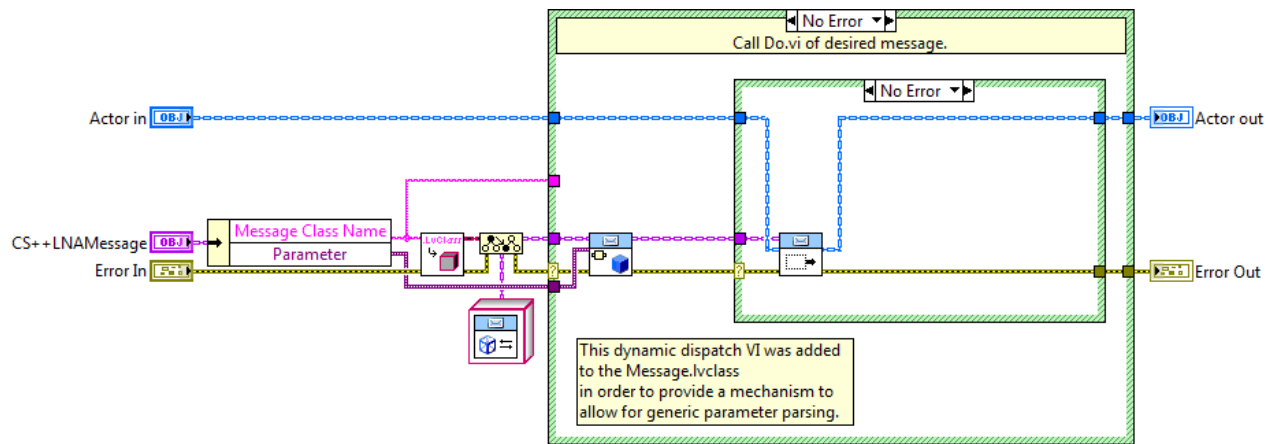 No Error
Call Do.vi of desired message.
No Error
Actor in
OBJ
OBJ
Actor out
CS++LNAMessage
OBJ
Message Class Name
Parameter
.LvClass
Error In
?
?
Error Out
This dynamic dispatch VI was added
to the Message.lvclass
in order to provide a mechanism to
allow for generic parameter parsing.